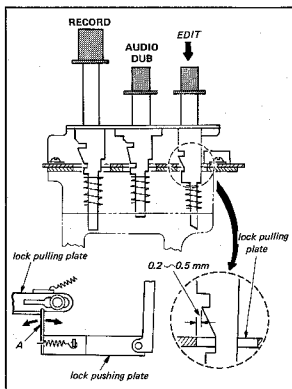 RECORD
AUDIO
DUB
EDIT
lock pulling
plate
0.2 ~ 0.5 mm
lock pulling plate
A
lock pushing plate